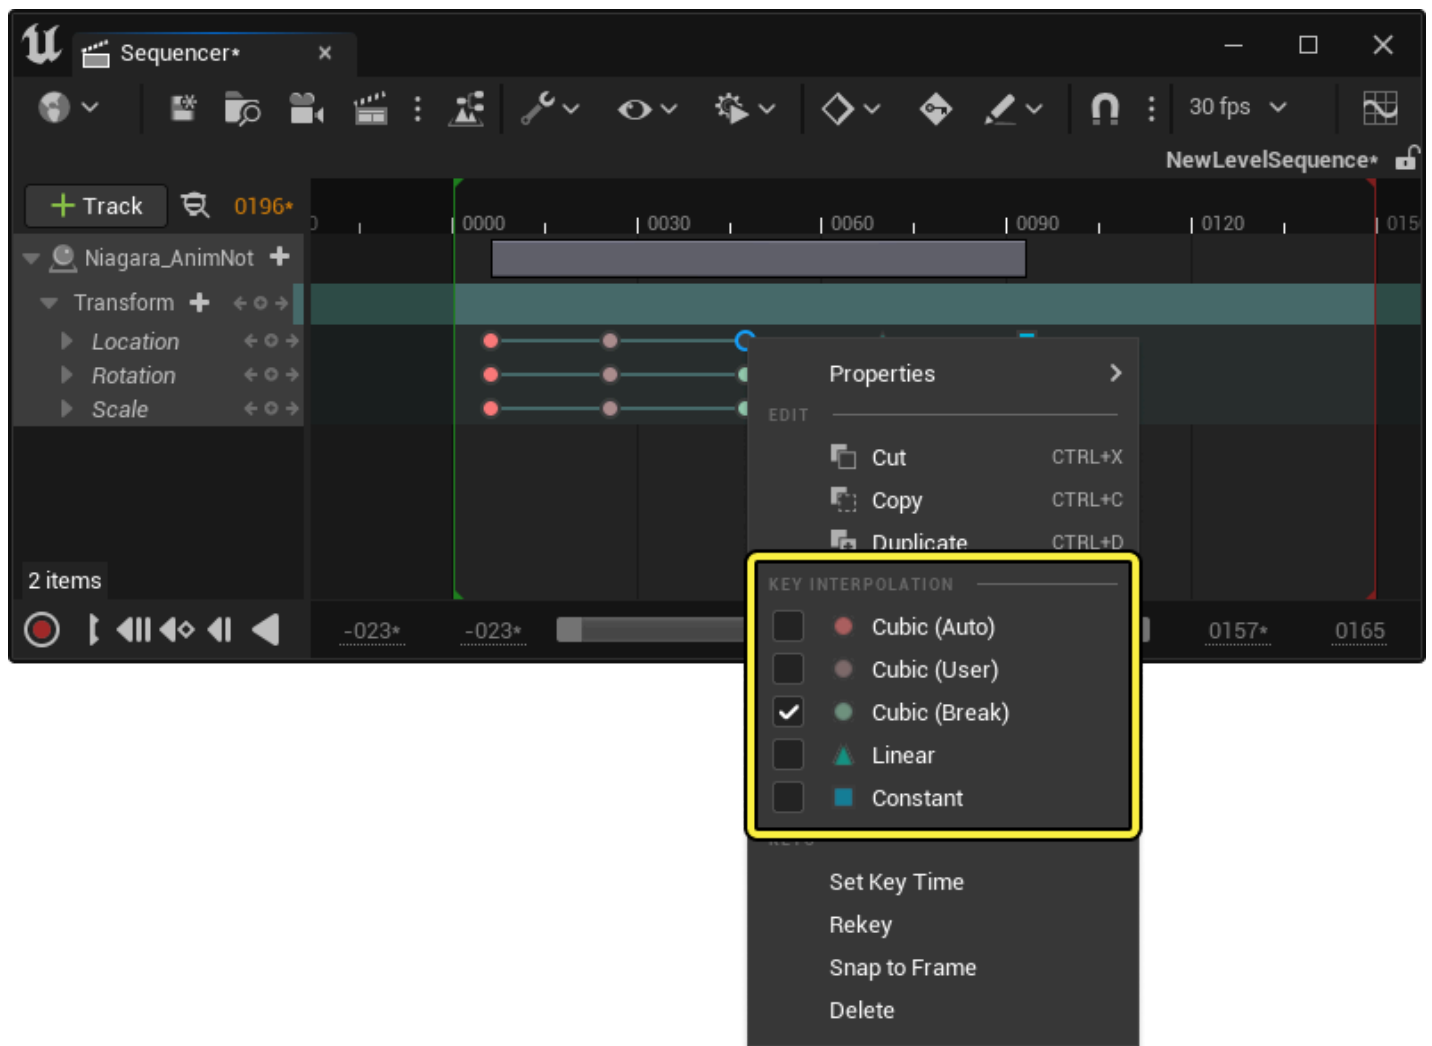 Sequencer*
30 fps
NewLevelSequence*
Track
0196*
0000 0030 0060 0090 0120 015
Niagara_AnimNot
Transform
Location
Rotation
Scale
Properties
EDIT
Cut CTRL+X
Copy CTRL+C
Duplicate CTRL+D
2 items
KEY INTERPOLATION
-023* -023* 0157* 0165
Cubic (Auto)
Cubic (User)
Cubic (Break)
Linear
Constant
KEYS
Set Key Time
Rekey
Snap to Frame
Delete